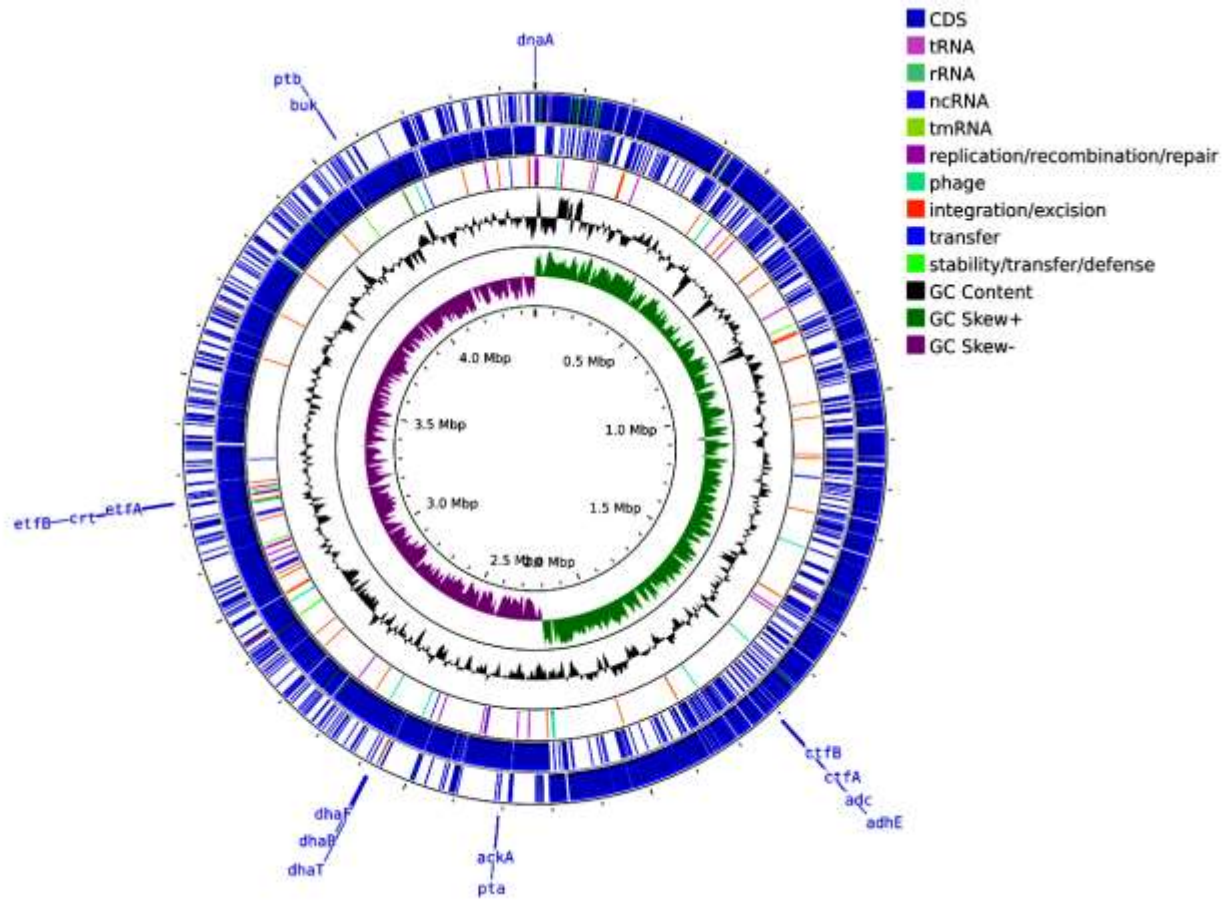 dnaA
ptb
buk
CDS
tRNA
rRNA
ncRNA
tmRNA
replication/recombination/repair
phage
integration/excision
transfer
stability/transfer/defense
GC Content
GC Skew+
GC Skew-
4.0 Mbp
0.5 Mbp
3.5 Mbp
1.0 Mbp
3.0 Mbp
1.5 Mbp
2.5 Mbp
2.0 Mbp
etfB
crt
etfA
ctfB
ctfA
adc
adhE
dhaF
dhaB
dhaT
ackA
pta